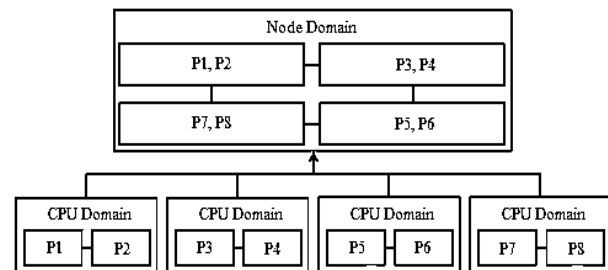 Node Domain
P1, P2
P3, P4
P7, P8
P5, P6
CPU Domain
P1
P2
CPU Domain
P3
P4
CPU Domain
P5
P6
CPU Domain
P7
P8